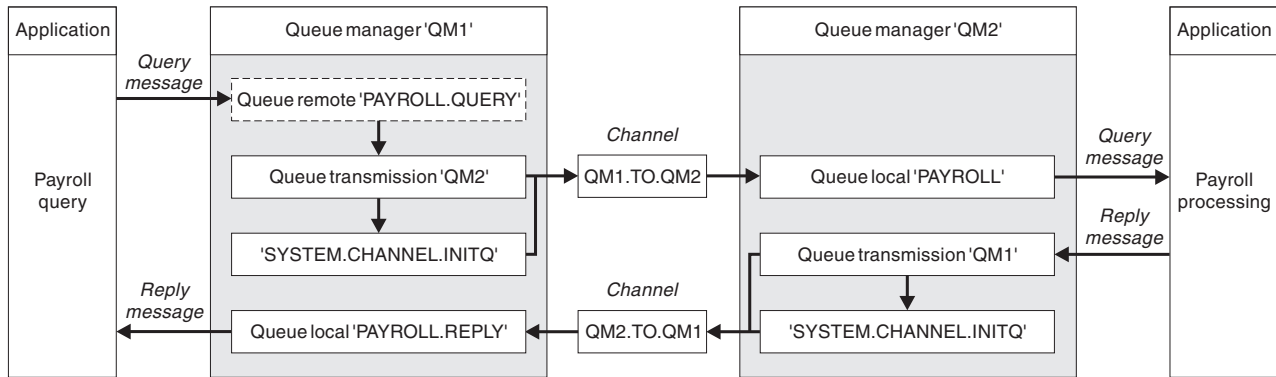 Application
Queue manager 'QM1'
Queue manager 'QM2'
Application
Query
message
Queue remote 'PAYROLL.QUERY'
Channel
Query
message
Payroll
query
Queue transmission 'QM2'
QM1.TO.QM2
Queue local 'PAYROLL'
Payroll
processing
Reply
message
'SYSTEM.CHANNEL.INITQ'
Queue transmission 'QM1'
Reply
message
Channel
Queue local 'PAYROLL.REPLY'
QM2.TO.QM1
'SYSTEM.CHANNEL.INITQ'